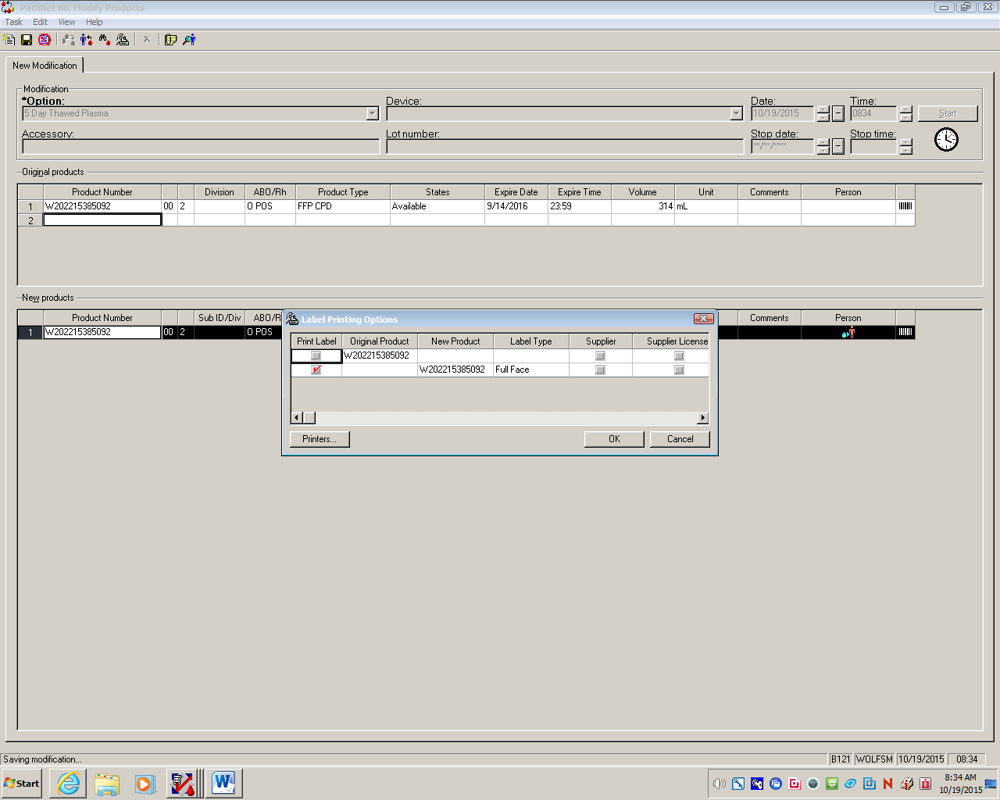 PathNet BB: Modify Products
Task Edit View Help
New Modification
Modification
*Option: Device: Date: Time:
5 Day Thawed Plasma 10/19/2015 0834 Start
Accessory: Lot number: Stop date: Stop time:
**/**/****
Original products
Product Number Division ABO/Rh Product Type States Expire Date Expire Time Volume Unit Comments Person
1 W202215385092 00 2 O POS FFP CPD Available 9/14/2016 23:59 314 mL
2
New products
Product Number Sub ID/Div ABO/R Comments Person
1 W202215385092 00 2 O POS
Label Printing Options
Print Label Original Product New Product Label Type Supplier Supplier License
W202215385092
W202215385092 Full Face
Printers... OK Cancel
Saving modification... B121 WOLFSM 10/19/2015 08:34
Start 8:34 AM
10/19/2015